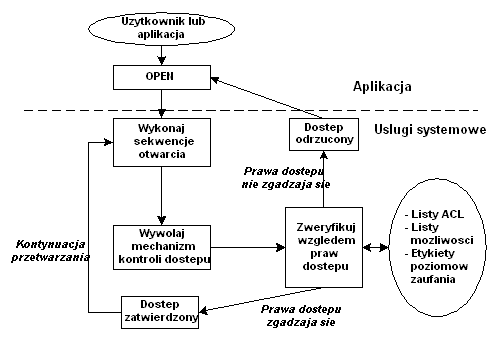 Uzytkownik lub
aplikacja
OPEN
Aplikacja
Uslugi systemowe
Wykonaj
sekwencje
otwarcia
Dostep
odrzucony
Prawa dostepu
nie zgadzaja sie
Wywolaj
mechanizm
kontroli dostepu
Zweryfikuj
wzgledem
praw
dostepu
- Listy ACL
- Listy
mozliwosci
- Etykiety
poziomow
zaufania
Kontynuacja
przetwarzania
Dostep
zatwierdzony
Prawa dostepu
zgadzaja sie